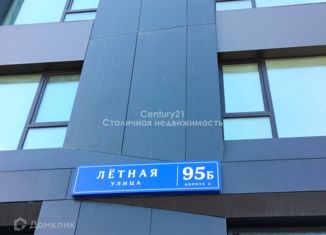 Century21
Столичная недвижимость
ЛЁТНАЯ
УЛИЦА
95Б
КОРПУС 2
Домклик